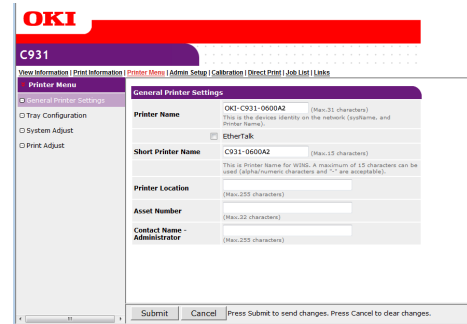 OKI
C931
View Information | Print Information | Printer Menu | Admin Setup | Calibration | Direct Print | Job List | Links
Printer Menu
General Printer Settings
Tray Configuration
System Adjust
Print Adjust
General Printer Settings
Printer Name
OKI-C931-0600A2
(Max.31 characters)
This is the devices identity on the network (sysName, and
Printer Name).
EtherTalk
Short Printer Name
C931-0600A2
(Max.15 characters)
This is Printer Name for WINS. A maximum of 15 characters can be
used (alpha/numeric characters and "-" are acceptable).
Printer Location
(Max.255 characters)
Asset Number
(Max.32 characters)
Contact Name -
Administrator
(Max.255 characters)
Submit
Cancel
Press Submit to send changes. Press Cancel to clear changes.